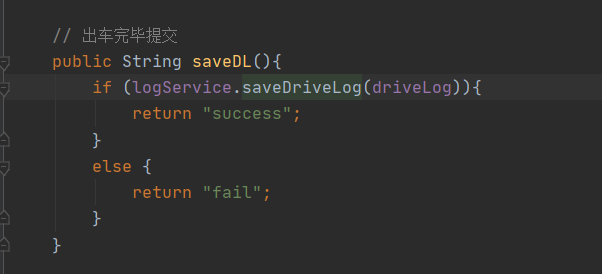 // 出车完毕提交
public String saveDL(){
if (logService.saveDriveLog(driveLog)){
return "success";
}
else {
return "fail";
}
}